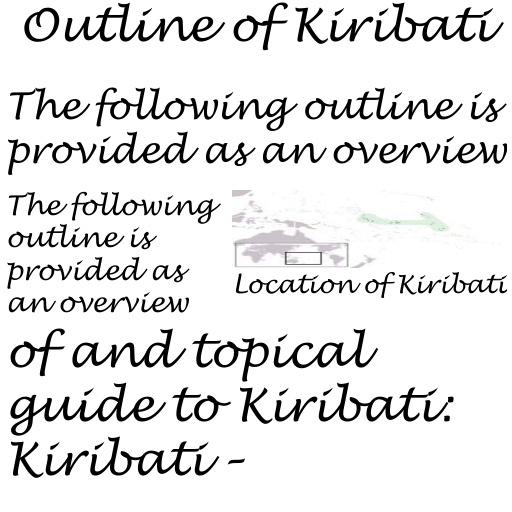 Outline of Kiribati
The following outline is
provided as an overview
The following
outline is
provided as
an overview
Location of Kiribati
of and topical
guide to Kiribati:
Kiribati –